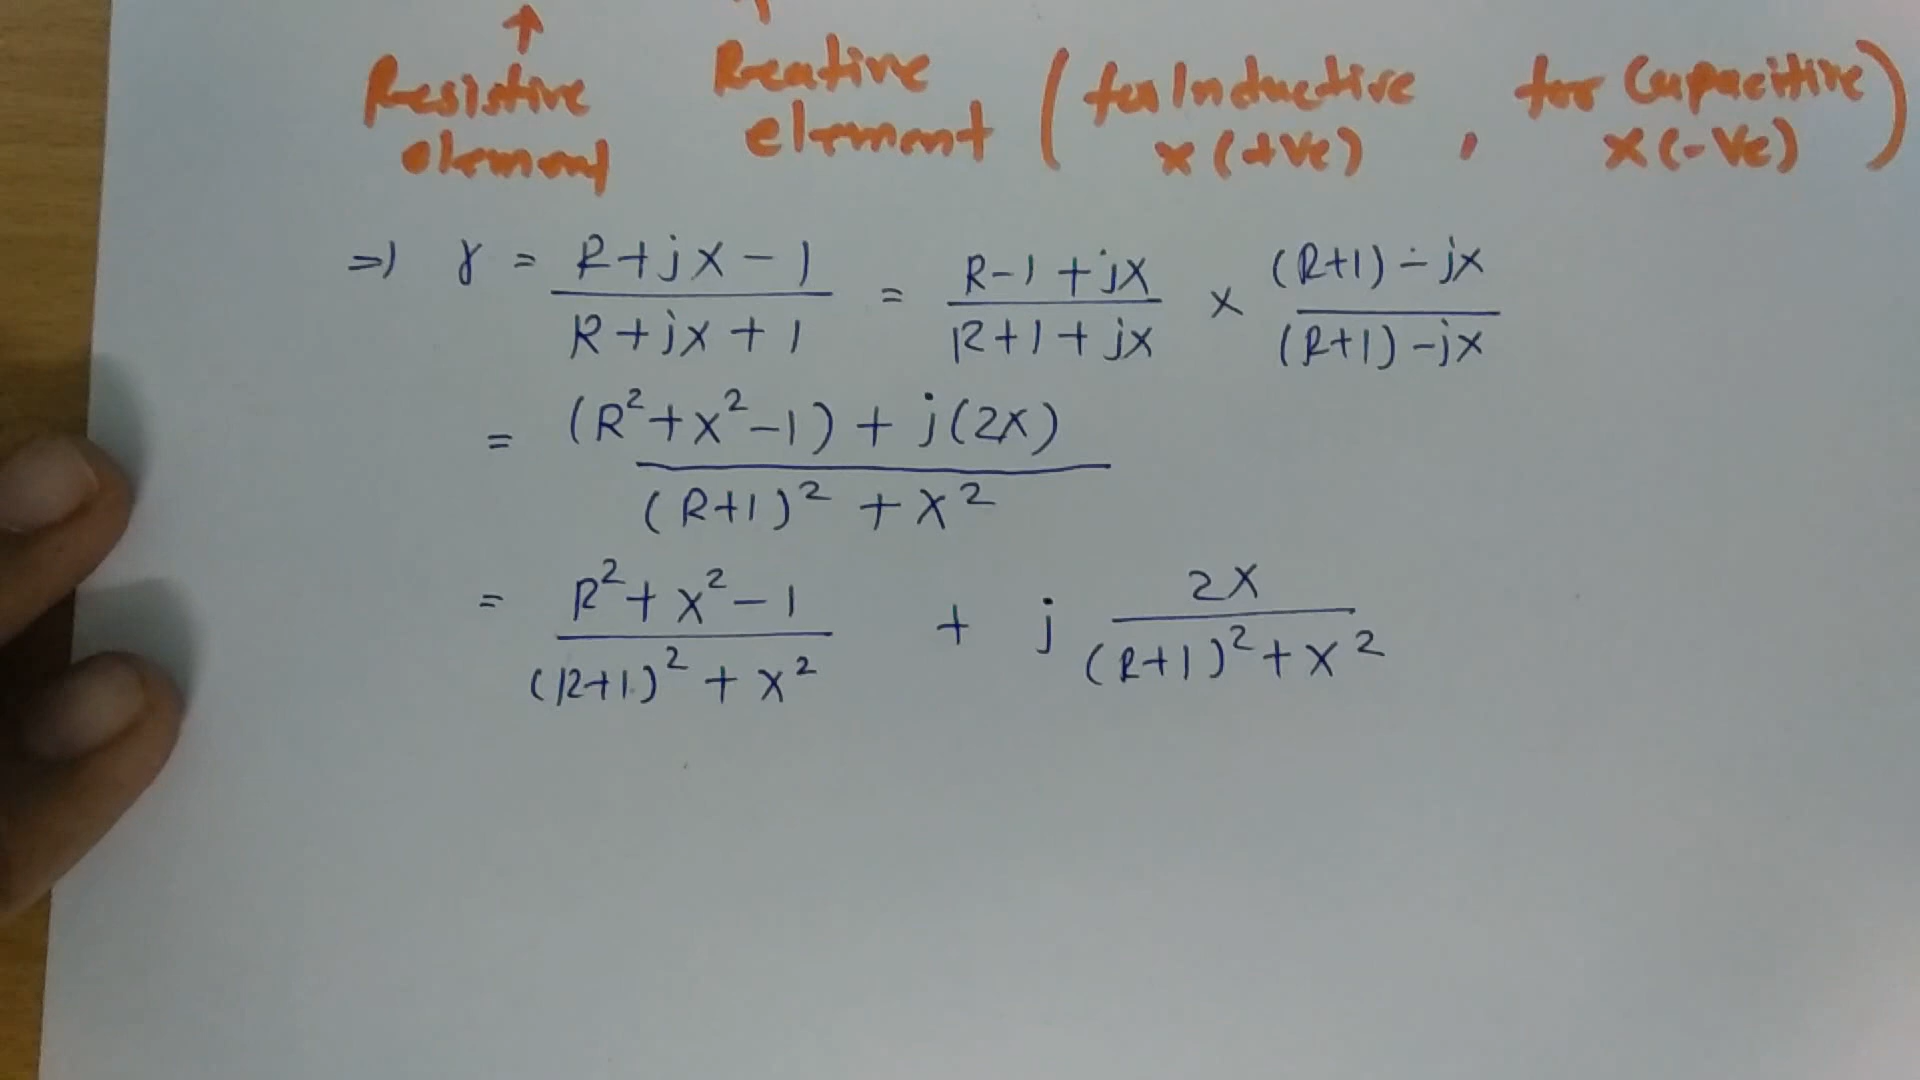 ↑
Resistive element
Reative element
( for Inductive x (+ve) , for Capacitive x (-ve) )
⇒ γ = (R+jx-1)/(R+jx+1) = (R-1+jx)/(R+1+jx) × ((R+1)-jx)/((R+1)-jx)
= ((R²+x²-1) + j(2x))/((R+1)²+x²)
= (R²+x²-1)/((R+1)²+x²) + j 2x/((R+1)²+x²)